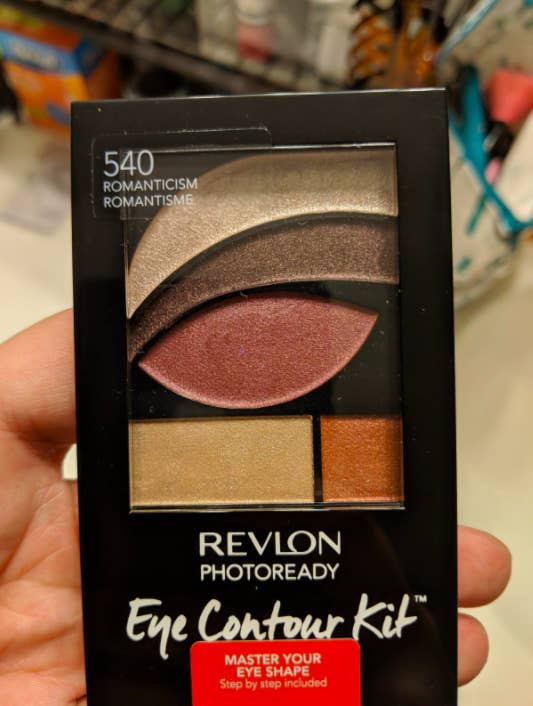 540
ROMANTICISM
ROMANTISME
REVLON
PHOTOREADY
Eye Contour Kit™
MASTER YOUR
EYE SHAPE
Step by step included